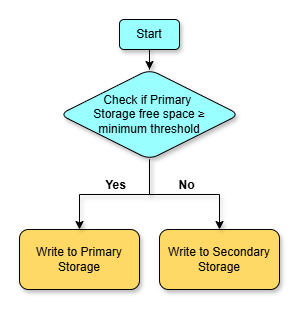 Start
Check if Primary
Storage free space ≥
minimum threshold
Yes
No
Write to Primary
Storage
Write to Secondary
Storage